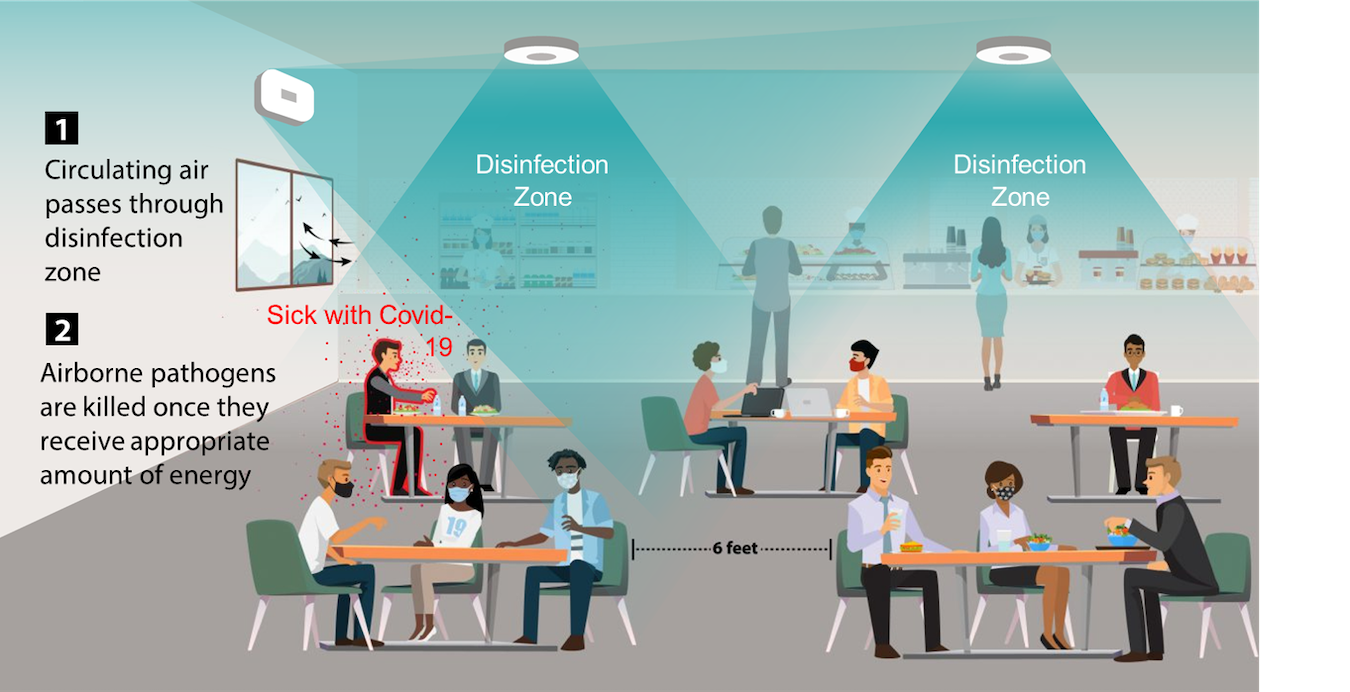 1
Circulating air
passes through
disinfection
zone
2
Airborne pathogens
are killed once they
receive appropriate
amount of energy
Disinfection
Zone
Disinfection
Zone
Sick with Covid-
19
19
6 feet